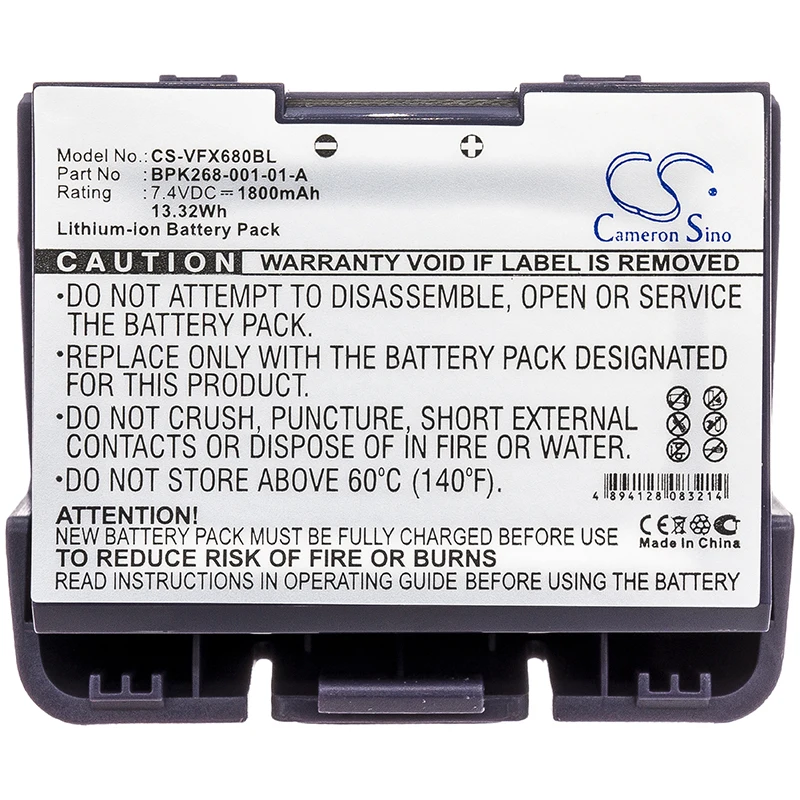 Model No.: CS-VFX680BL
Part No.: BPK268-001-01-A
Rating : 7.4VDC⎓1800mAh
13.32Wh
Lithium-ion Battery Pack
CS
Cameron Sino
CAUTION WARRANTY VOID IF LABEL IS REMOVED
•DO NOT ATTEMPT TO DISASSEMBLE, OPEN OR SERVICE
THE BATTERY PACK.
•REPLACE ONLY WITH THE BATTERY PACK DESIGNATED
FOR THIS PRODUCT.
•DO NOT CRUSH, PUNCTURE, SHORT EXTERNAL
CONTACTS OR DISPOSE OF IN FIRE OR WATER.
•DO NOT STORE ABOVE 60°C (140°F).
4 894128 083214
ATTENTION!
NEW BATTERY PACK MUST BE FULLY CHARGED BEFORE USE
TO REDUCE RISK OF FIRE OR BURNS
READ INSTRUCTIONS IN OPERATING GUIDE BEFORE USING THE BATTERY
CE
Made In China